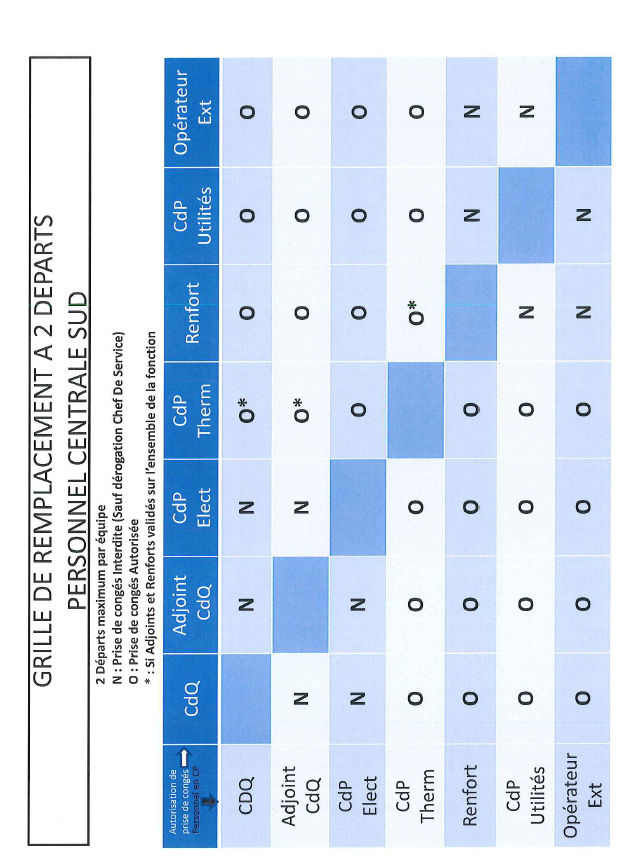 GRILLE DE REMPLACEMENT A 2 DEPARTS
PERSONNEL CENTRALE SUD
2 Départs maximum par équipe
N : Prise de congés Interdite (Sauf dérogation Chef De Service)
O : Prise de congés Autorisée
* : Si Adjoints et Renforts validés sur l'ensemble de la fonction
Autorisation de
prise de congés
Personnel en CP
CdQ
Adjoint
CdQ
CdP
Elect
CdP
Therm
Renfort
CdP
Utilités
Opérateur
Ext
CDQ N N O* O O O
Adjoint
CdQ
N N O* O O O
CdP
Elect
N N O O O O
CdP
Therm
O O O O* O O
Renfort O O O O N N
CdP
Utilités
O O O O N N
Opérateur
Ext
O O O O N N